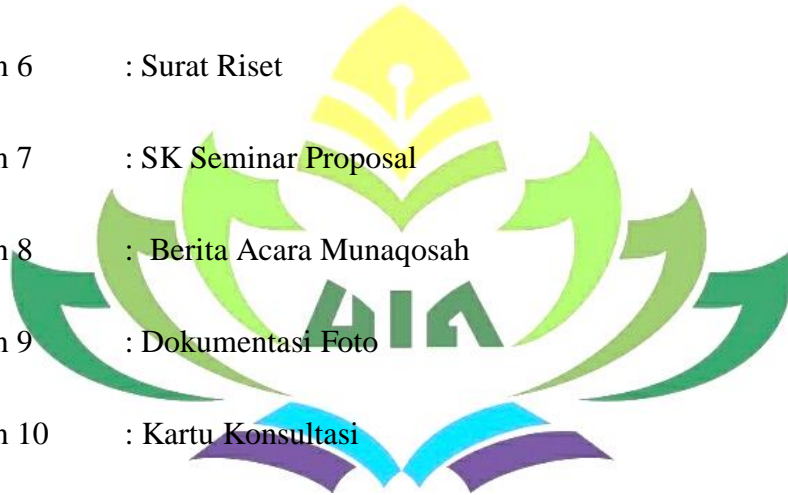 n 6 : Surat Riset
n 7 : SK Seminar Proposal
n 8 : Berita Acara Munaqosah
n 9 : Dokumentasi Foto
n 10 : Kartu Konsultasi